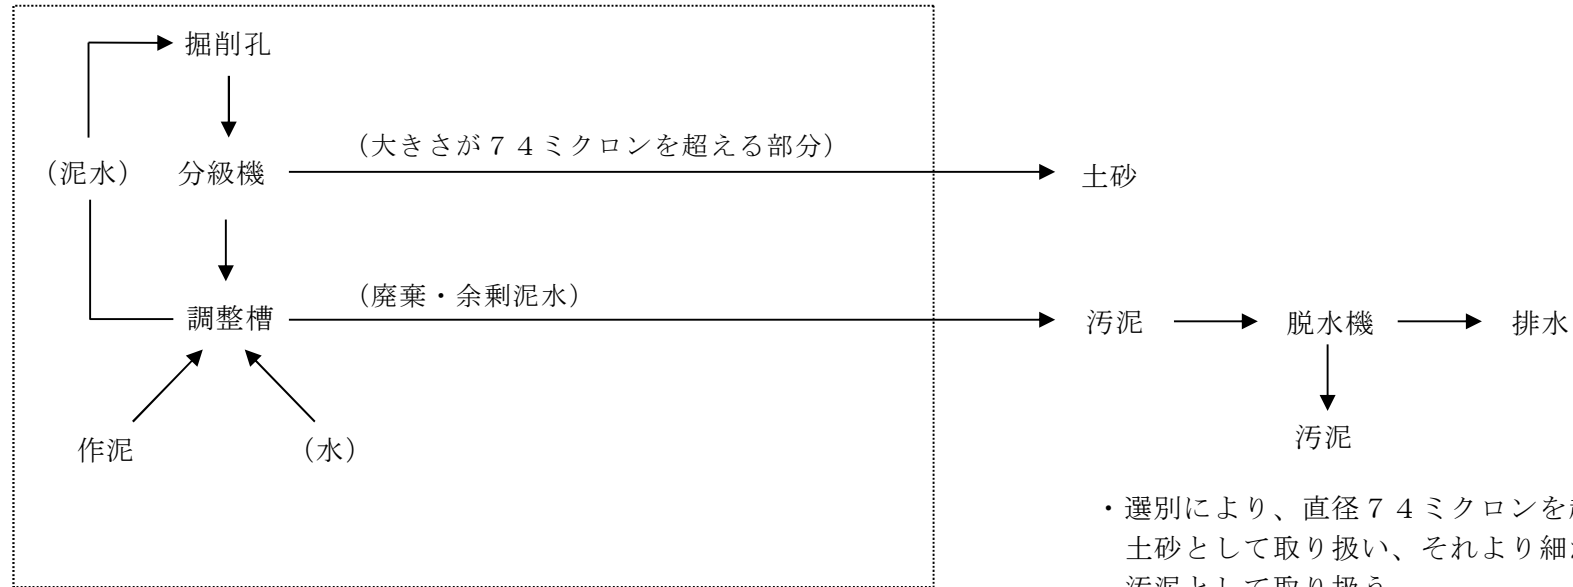 掘削孔
（大きさが７４ミクロンを超える部分）
（泥水）
分級機
土砂
（廃棄・余剰泥水）
調整槽
汚泥
脱水機
排水
作泥
（水）
汚泥
・選別により、直径７４ミクロンを
土砂として取り扱い、それより細
汚泥として取り扱う